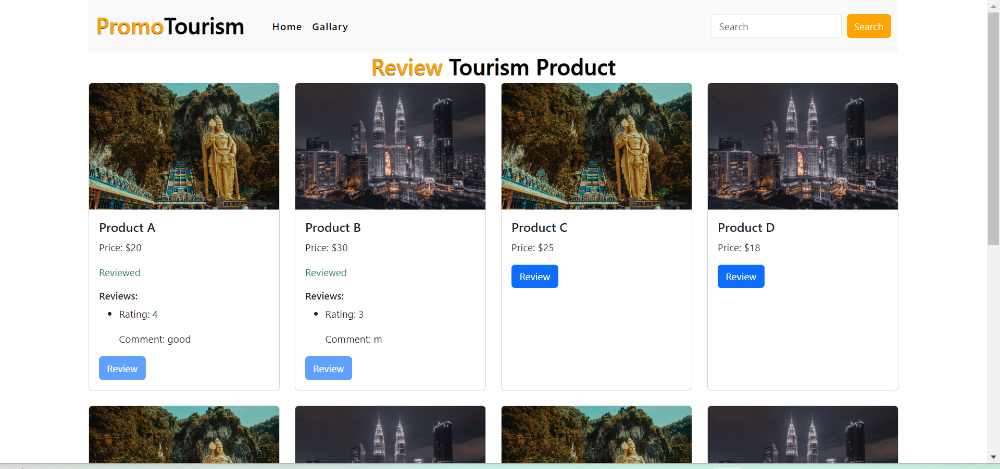 PromoTourism Home Gallary Search Search
Review Tourism Product
Product A
Price: $20
Reviewed
Reviews:
Rating: 4
Comment: good
Review
Product B
Price: $30
Reviewed
Reviews:
Rating: 3
Comment: m
Review
Product C
Price: $25
Review
Product D
Price: $18
Review